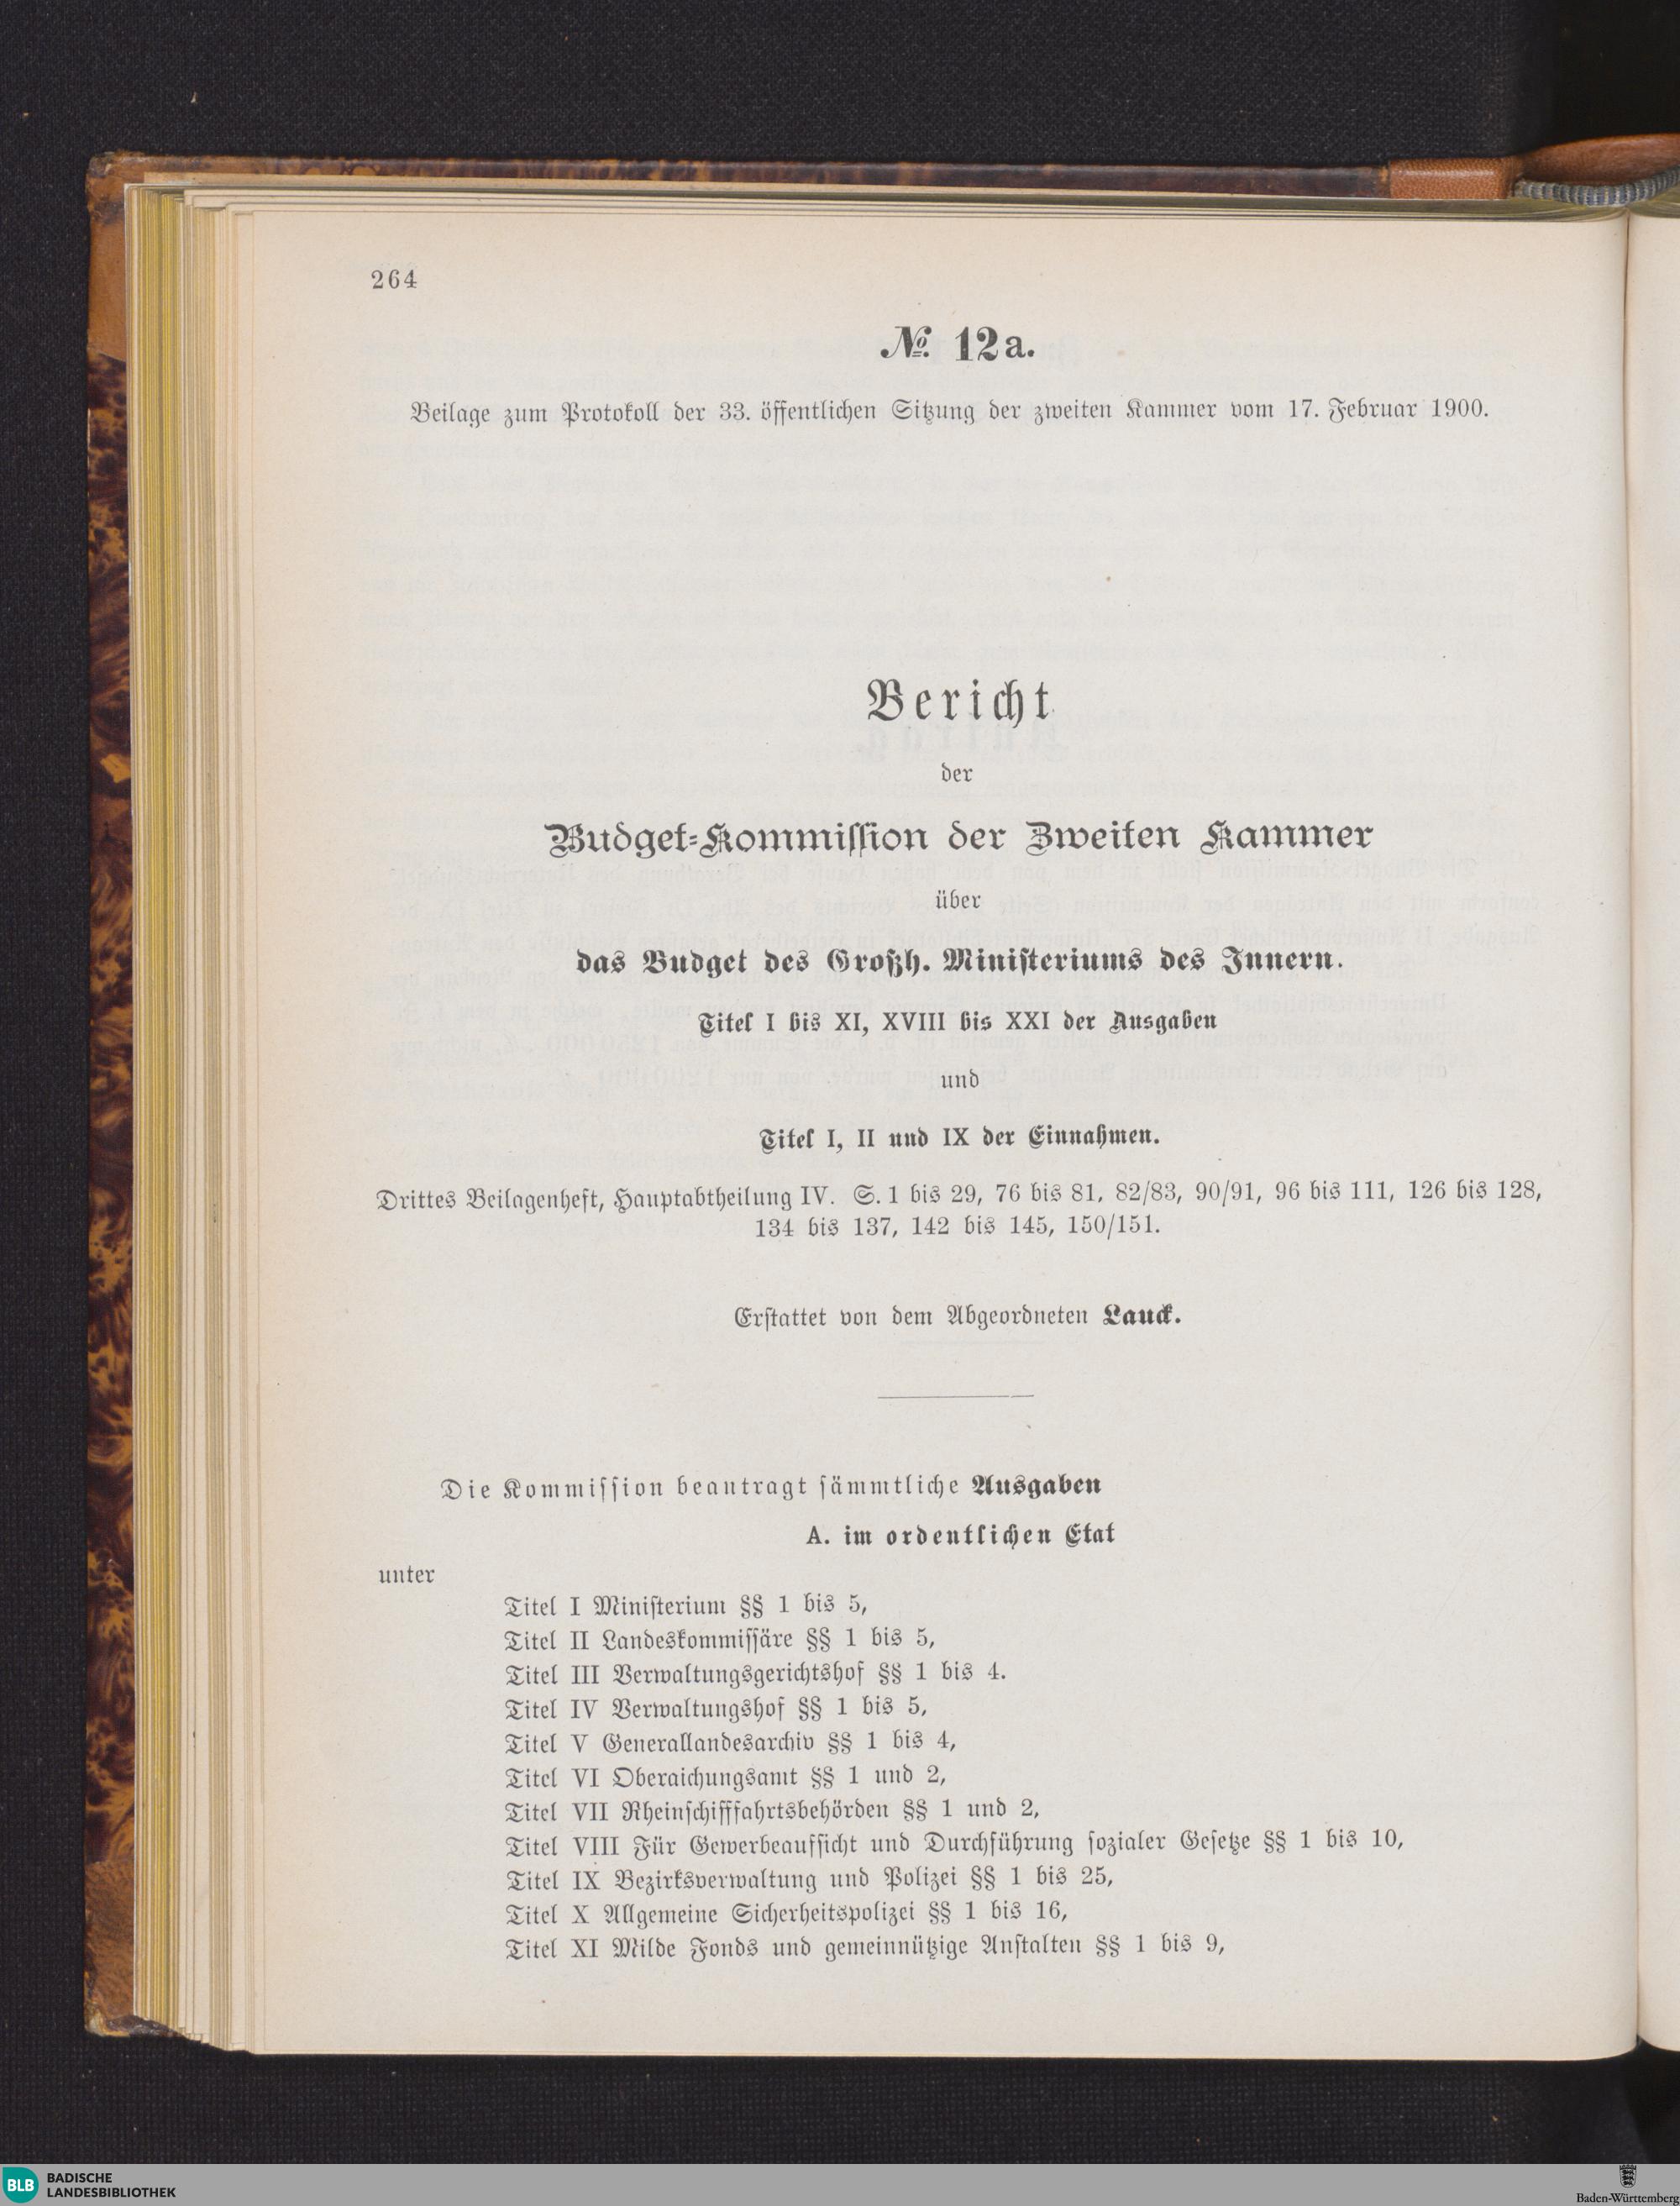 264
№ 12a.
Beilage zum Protokoll der 33. öffentlichen Sitzung der zweiten Kammer vom 17. Februar 1900.
Bericht
der
Budget-Kommission der Zweiten Kammer
über
das Budget des Großh. Ministeriums des Innern.
Titel I bis XI, XVIII bis XXI der Ausgaben
und
Titel I, II und IX der Einnahmen.
Drittes Beilagenheft, Hauptabtheilung IV. S. 1 bis 29, 76 bis 81, 82/83, 90/91, 96 bis 111, 126 bis 128,
134 bis 137, 142 bis 145, 150/151.
Erstattet von dem Abgeordneten Lauck.
Die Kommission beantragt sämmtliche Ausgaben
A. im ordentlichen Etat
unter
Titel I Ministerium §§ 1 bis 5,
Titel II Landeskommissäre §§ 1 bis 5,
Titel III Verwaltungsgerichtshof §§ 1 bis 4.
Titel IV Verwaltungshof §§ 1 bis 5,
Titel V Generallandesarchiv §§ 1 bis 4,
Titel VI Oberaichungsamt §§ 1 und 2,
Titel VII Rheinschifffahrtsbehörden §§ 1 und 2,
Titel VIII Für Gewerbeaufsicht und Durchführung sozialer Gesetze §§ 1 bis 10,
Titel IX Bezirksverwaltung und Polizei §§ 1 bis 25,
Titel X Allgemeine Sicherheitspolizei §§ 1 bis 16,
Titel XI Milde Fonds und gemeinnützige Anstalten §§ 1 bis 9,
BLB BADISCHE
LANDESBIBLIOTHEK
Baden-Württemberg